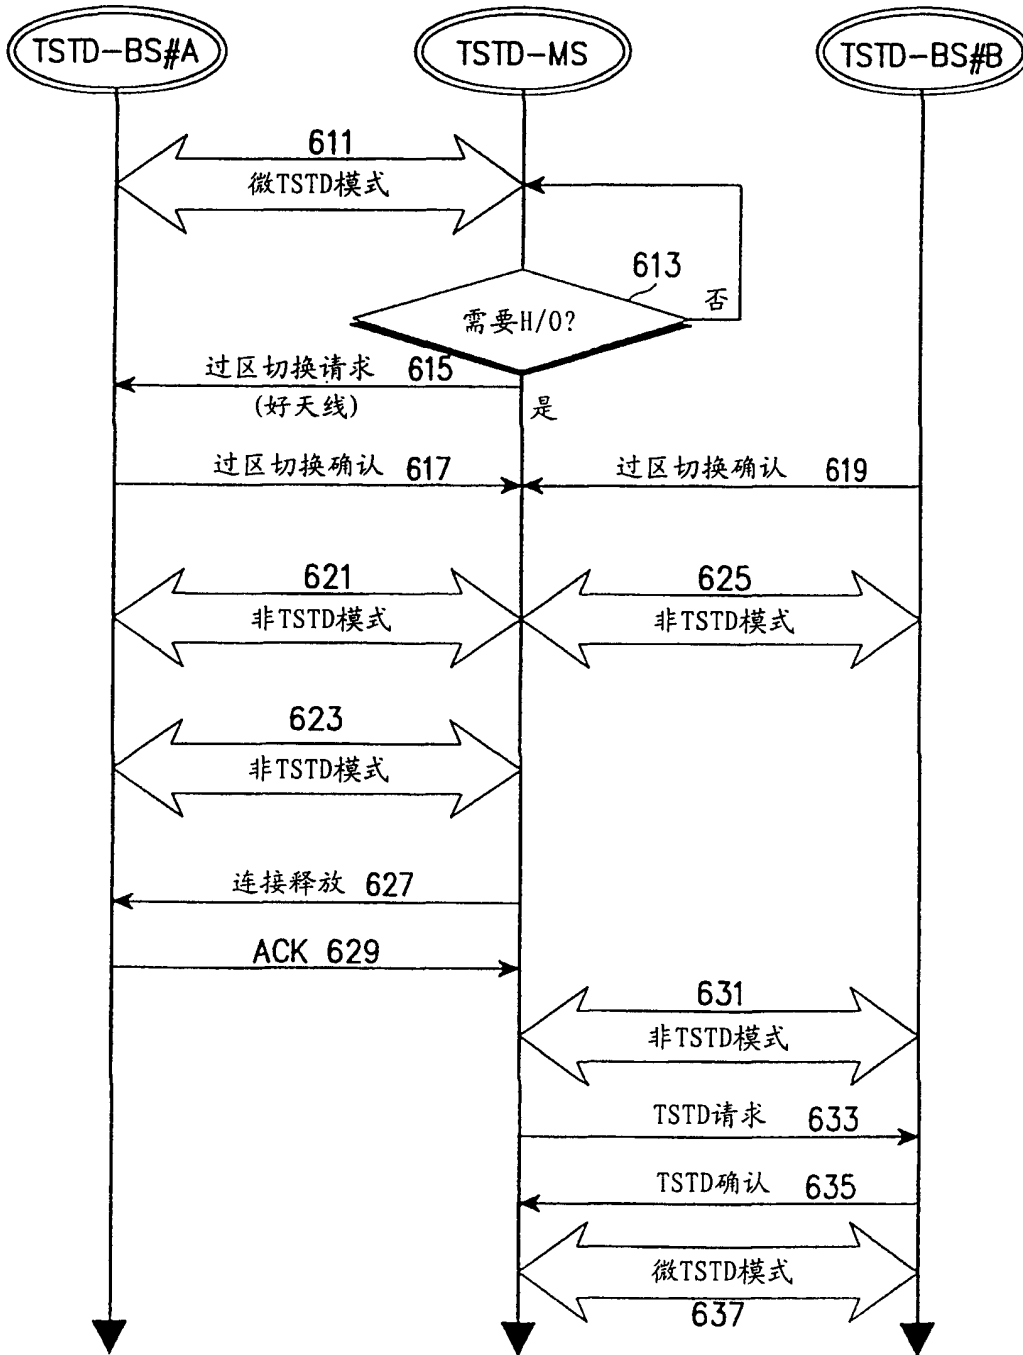 TSTD-BS#A
TSTD-MS
TSTD-BS#B
611
微TSTD模式
613
需要H/O?
否
过区切换请求 615
(好天线)
是
过区切换确认 617
过区切换确认 619
621
非TSTD模式
625
非TSTD模式
623
非TSTD模式
连接释放 627
ACK 629
631
非TSTD模式
TSTD请求 633
TSTD确认 635
微TSTD模式
637